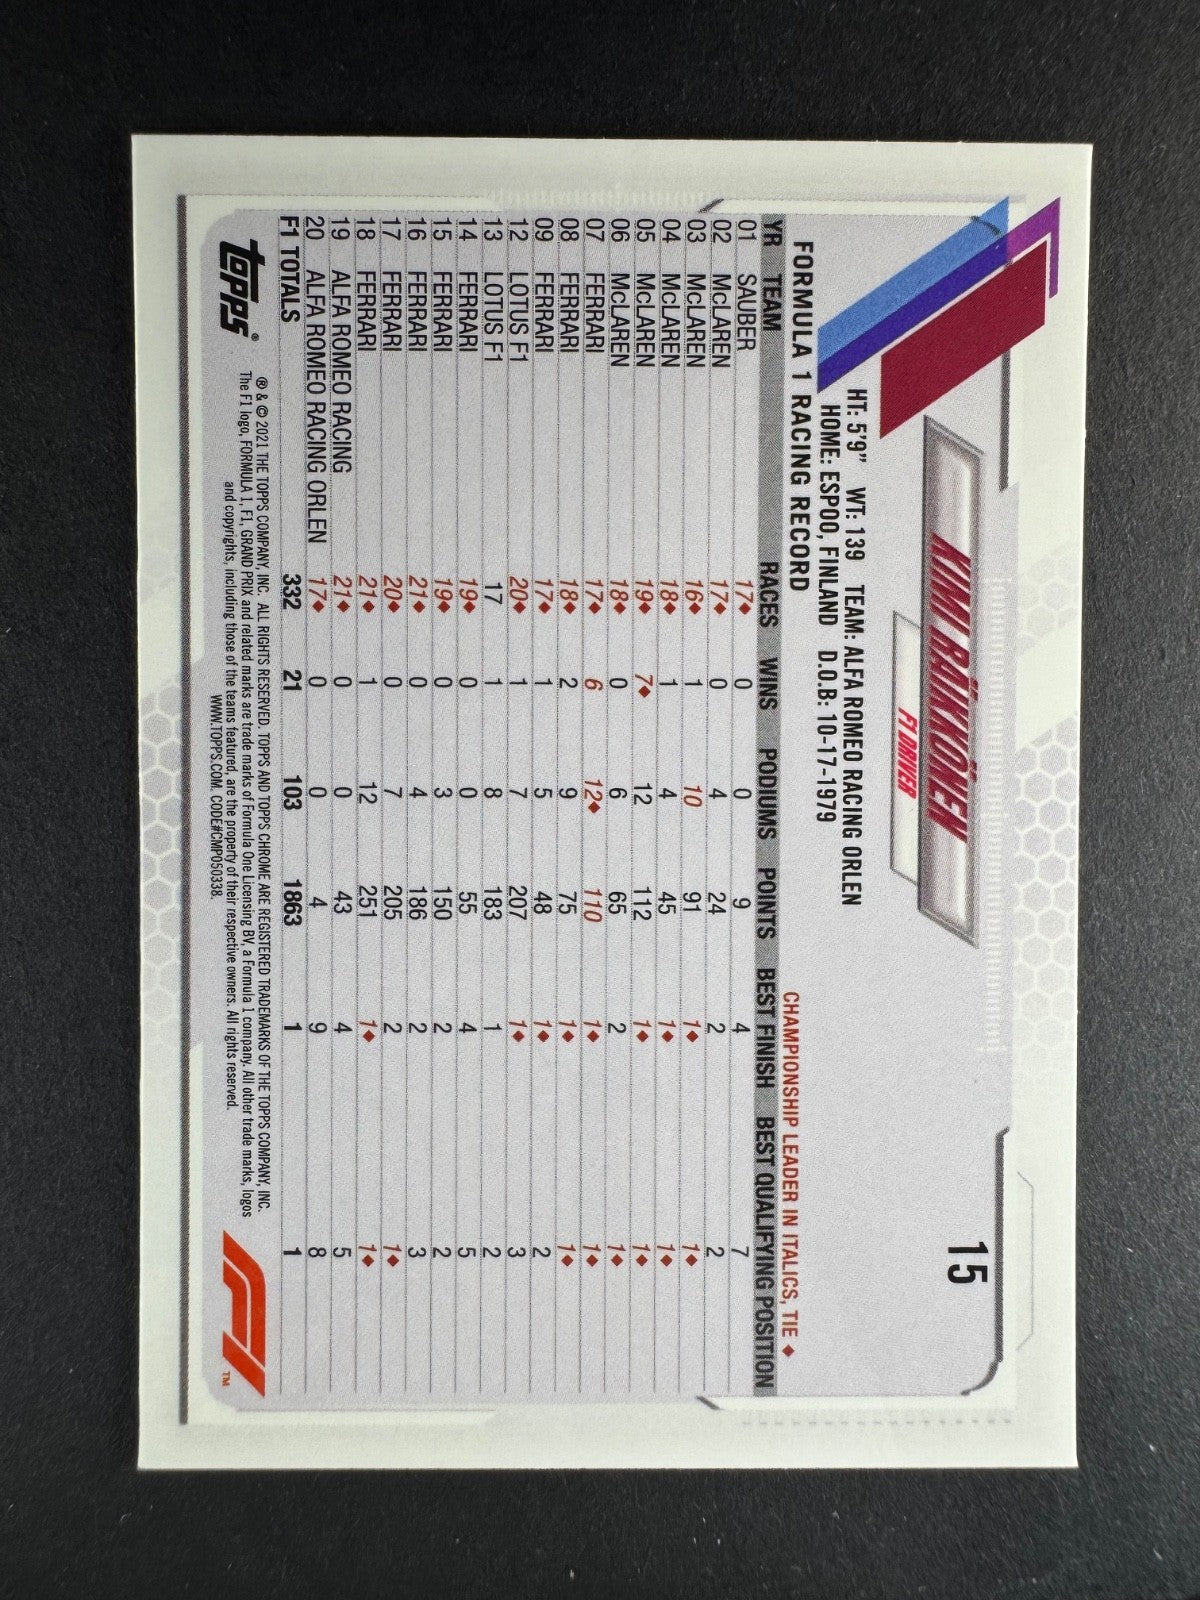 15
KIMI RÄIKKÖNEN
F1 DRIVER
HT: 5'9" WT: 139 TEAM: ALFA ROMEO RACING ORLEN
HOME: ESPOO, FINLAND D.O.B: 10-17-1979
FORMULA 1 RACING RECORD CHAMPIONSHIP LEADER IN ITALICS, TIE ♦
YR TEAM RACES WINS PODIUMS POINTS BEST FINISH BEST QUALIFYING POSITION
01 SAUBER 17♦ 0 0 9 4 7
02 McLAREN 17♦ 0 4 24 2 2
03 McLAREN 16♦ 1 10 91 1♦ 1♦
04 McLAREN 18♦ 1 4 45 1♦ 1♦
05 McLAREN 19♦ 7♦ 12 112 1♦ 1♦
06 McLAREN 18♦ 0 6 65 2 1♦
07 FERRARI 17♦ 6 12♦ 110 1♦ 1♦
08 FERRARI 18♦ 2 9 75 1♦ 1♦
09 FERRARI 17♦ 1 5 48 1♦ 2
12 LOTUS F1 20♦ 1 7 207 1♦ 3
13 LOTUS F1 17 1 8 183 1 2
14 FERRARI 19♦ 0 0 55 4 5
15 FERRARI 19♦ 0 3 150 2 2
16 FERRARI 21♦ 0 4 186 2 3
17 FERRARI 20♦ 0 7 205 2 1♦
18 FERRARI 21♦ 1 12 251 1♦ 1♦
19 ALFA ROMEO RACING 21♦ 0 0 43 4 5
20 ALFA ROMEO RACING ORLEN 17♦ 0 0 4 9 8
F1 TOTALS 332 21 103 1863 1 1
topps®
® & © 2021 THE TOPPS COMPANY, INC. ALL RIGHTS RESERVED. TOPPS AND TOPPS CHROME ARE REGISTERED TRADEMARKS OF THE TOPPS COMPANY, INC.
The F1 logo, FORMULA 1, F1, GRAND PRIX and related marks are trade marks of Formula One Licensing BV, a Formula 1 company. All other trade marks, logos
and copyrights, including those of the teams featured, are the property of their respective owners. All rights reserved.
WWW.TOPPS.COM. CODE#CMP050338.
F1™